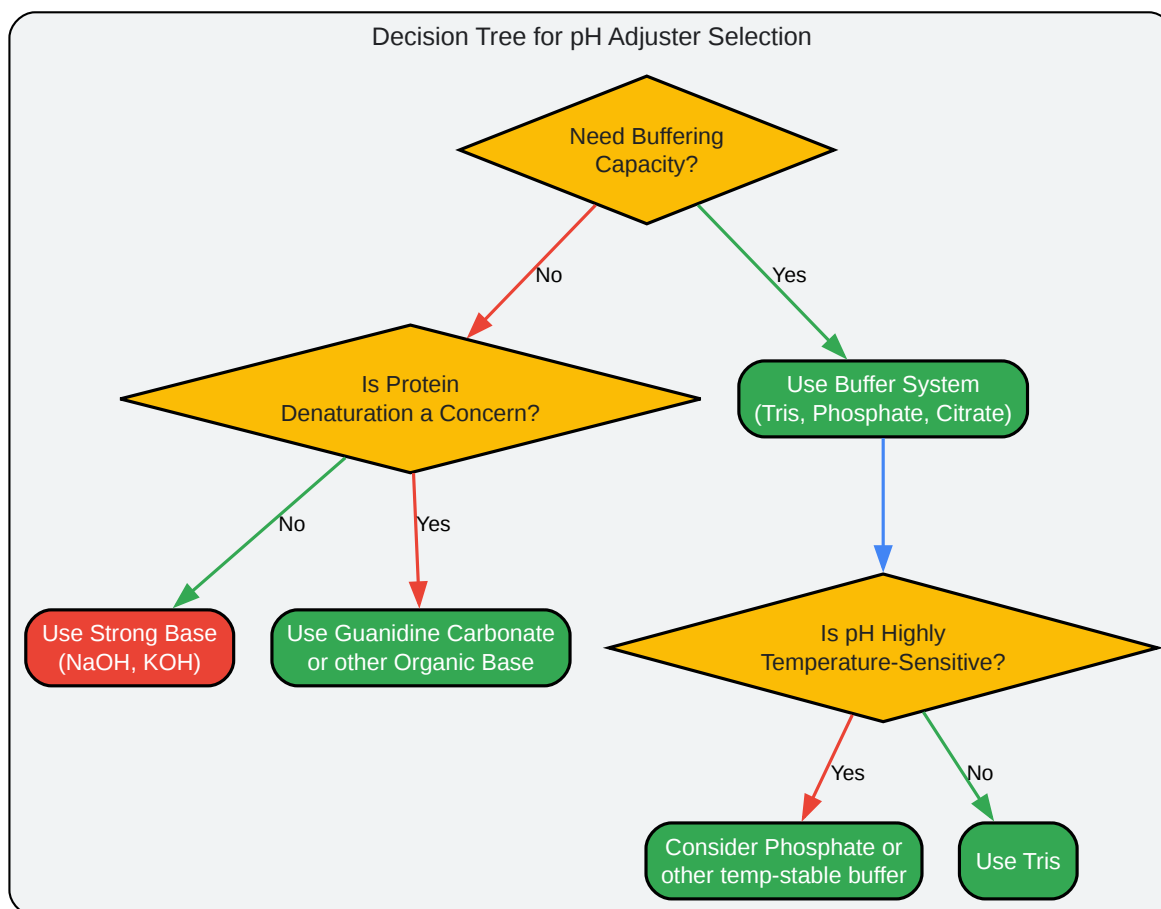 Decision Tree for pH Adjuster Selection
Need Buffering
Capacity?
No
Yes
Is Protein
Denaturation a Concern?
Use Buffer System
(Tris, Phosphate, Citrate)
No
Yes
Use Strong Base
(NaOH, KOH)
Use Guanidine Carbonate
or other Organic Base
Is pH Highly
Temperature-Sensitive?
Yes
No
Consider Phosphate or
other temp-stable buffer
Use Tris